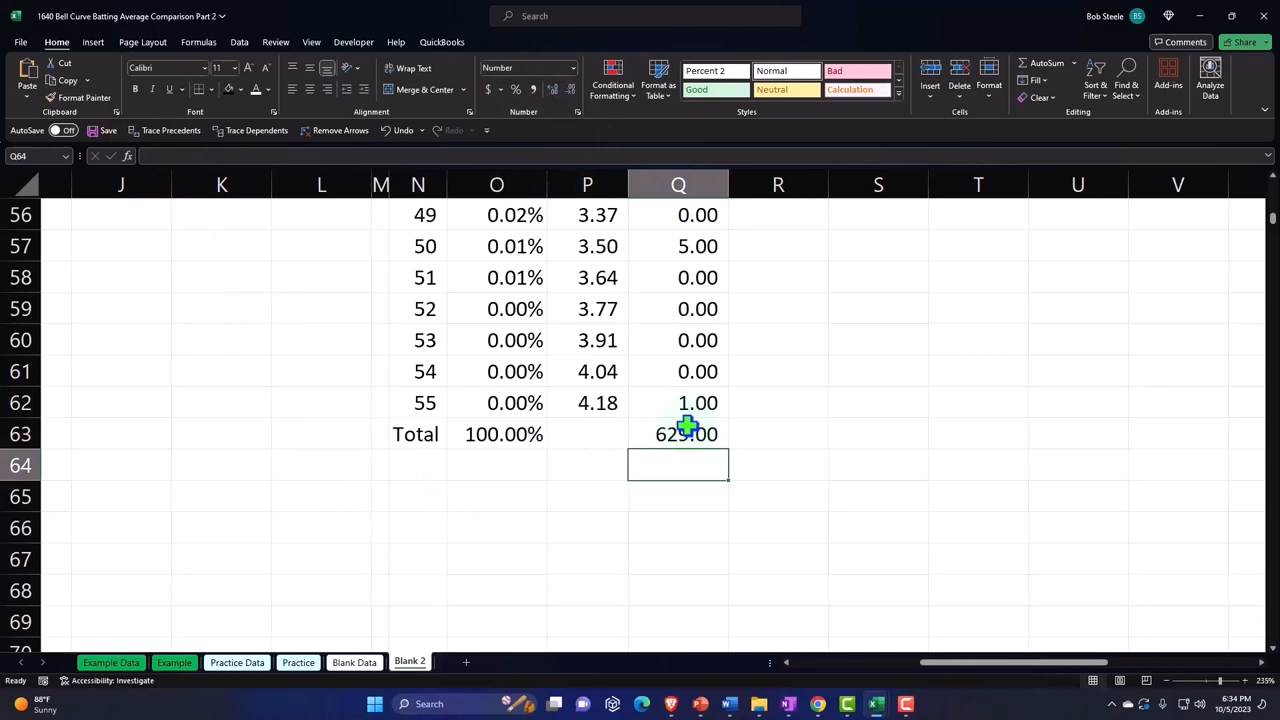 1640 Bell Curve Batting Average Comparison Part 2
Search
Bob Steele BS
File Home Insert Page Layout Formulas Data Review View Developer Help QuickBooks Comments Share
Paste Cut Copy Format Painter Clipboard
Calibri 11 Font
Wrap Text Merge & Center Alignment
Number Number
Conditional Formatting Format as Table
Percent 2 Normal Bad
Good Neutral Calculation
Styles
Insert Delete Format Cells
AutoSum Fill Clear Sort & Filter Find & Select Editing
Add-ins Add-ins
Analyze Data
AutoSave Off Save Trace Precedents Trace Dependents Remove Arrows Undo Redo
Q64 fx
J K L M N O P Q R S T U V
56 49 0.02% 3.37 0.00
57 50 0.01% 3.50 5.00
58 51 0.01% 3.64 0.00
59 52 0.00% 3.77 0.00
60 53 0.00% 3.91 0.00
61 54 0.00% 4.04 0.00
62 55 0.00% 4.18 1.00
63 Total 100.00%
64
65
66
67
68
69
Example Data Example Practice Data Practice Blank Data Blank 2
Ready Accessibility: Investigate 235%
88°F
Sunny
Search
6:34 PM
10/5/2023